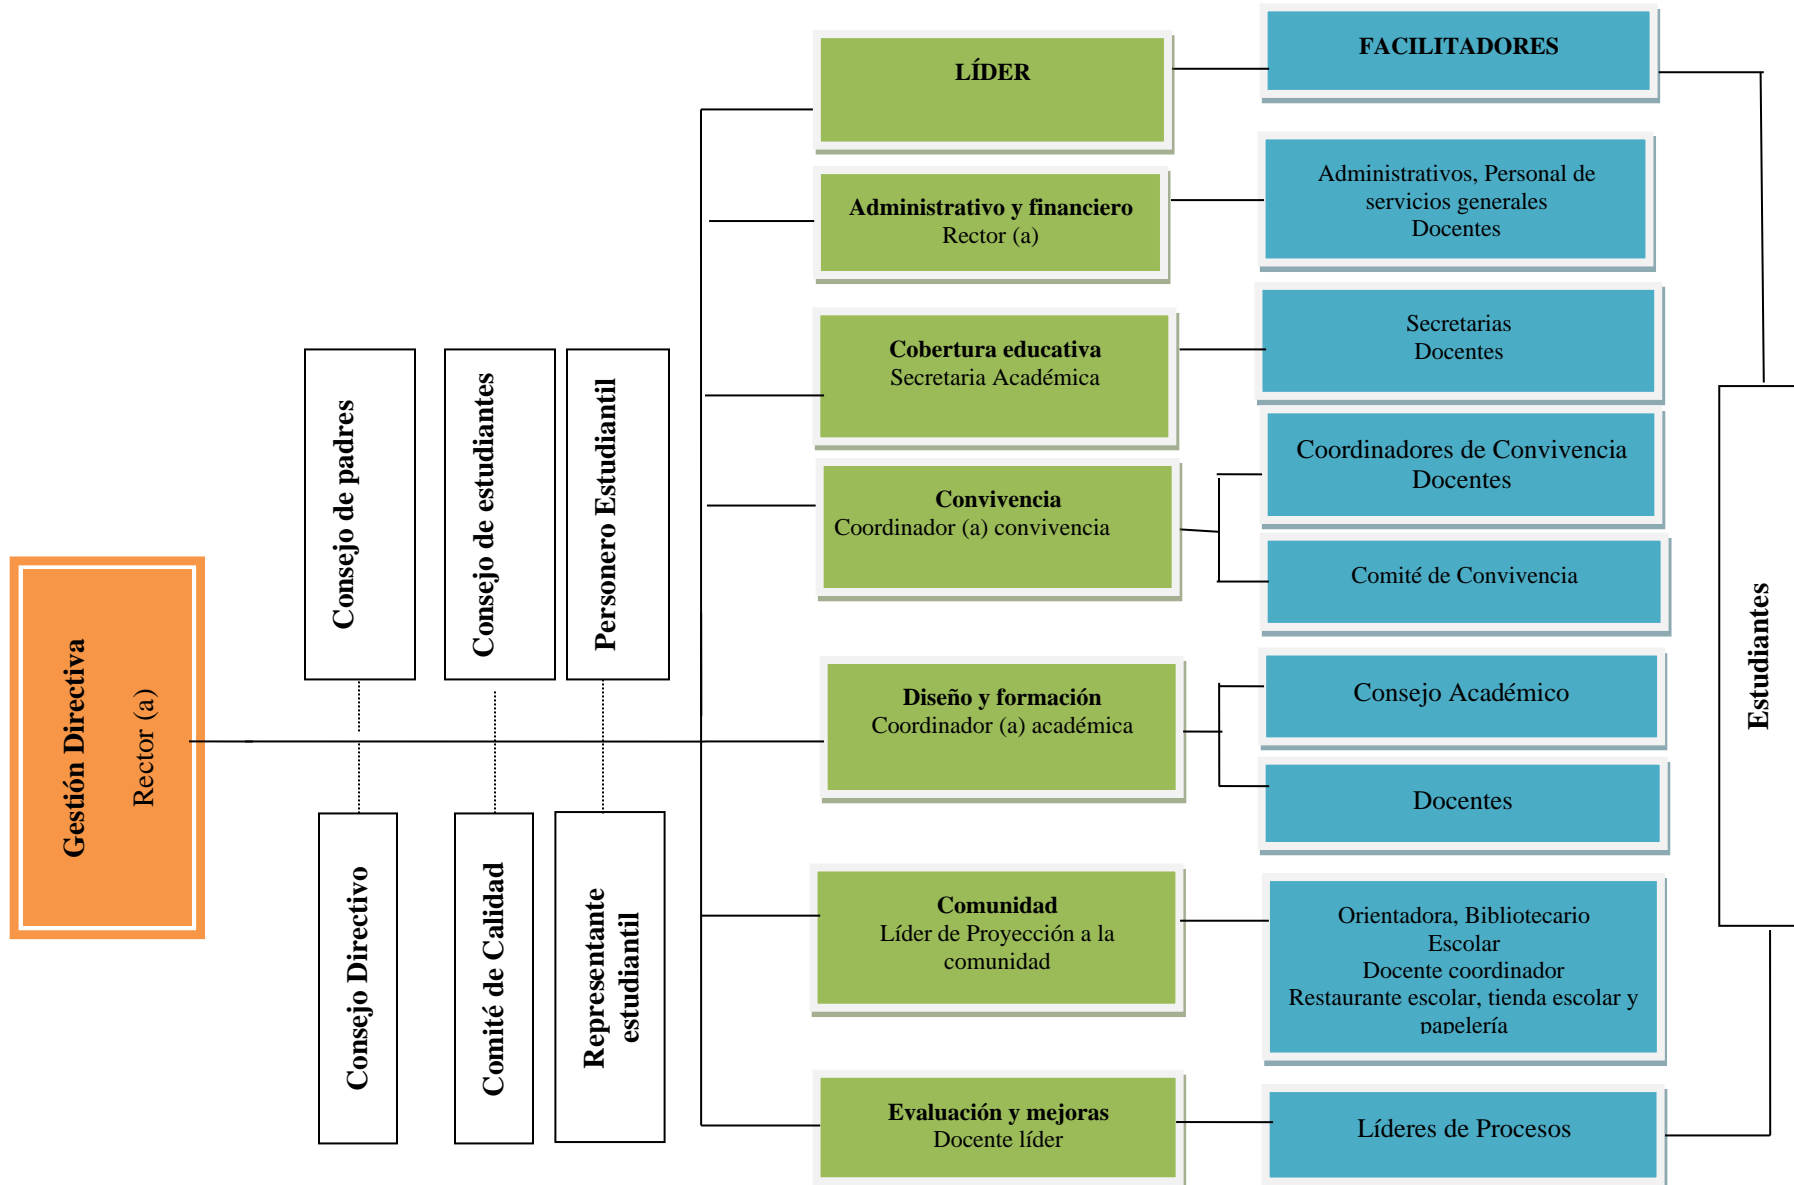 Gestión Directiva
Rector (a)
Consejo de padres
Consejo de estudiantes
Personero Estudiantil
Consejo Directivo
Comité de Calidad
Representante
estudiantil
LÍDER
FACILITADORES
Administrativo y financiero
Rector (a)
Administrativos, Personal de
servicios generales
Docentes
Cobertura educativa
Secretaria Académica
Secretarias
Docentes
Convivencia
Coordinador (a) convivencia
Coordinadores de Convivencia
Docentes
Comité de Convivencia
Diseño y formación
Coordinador (a) académica
Consejo Académico
Docentes
Comunidad
Líder de Proyección a la
comunidad
Orientadora, Bibliotecario
Escolar
Docente coordinador
Restaurante escolar, tienda escolar y
papelería
Evaluación y mejoras
Docente líder
Líderes de Procesos
Estudiantes